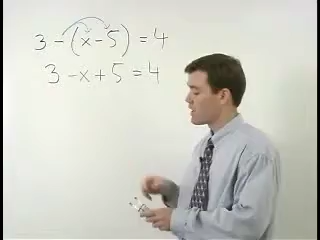 3 - (x - 5) = 4
3 - x + 5 = 4